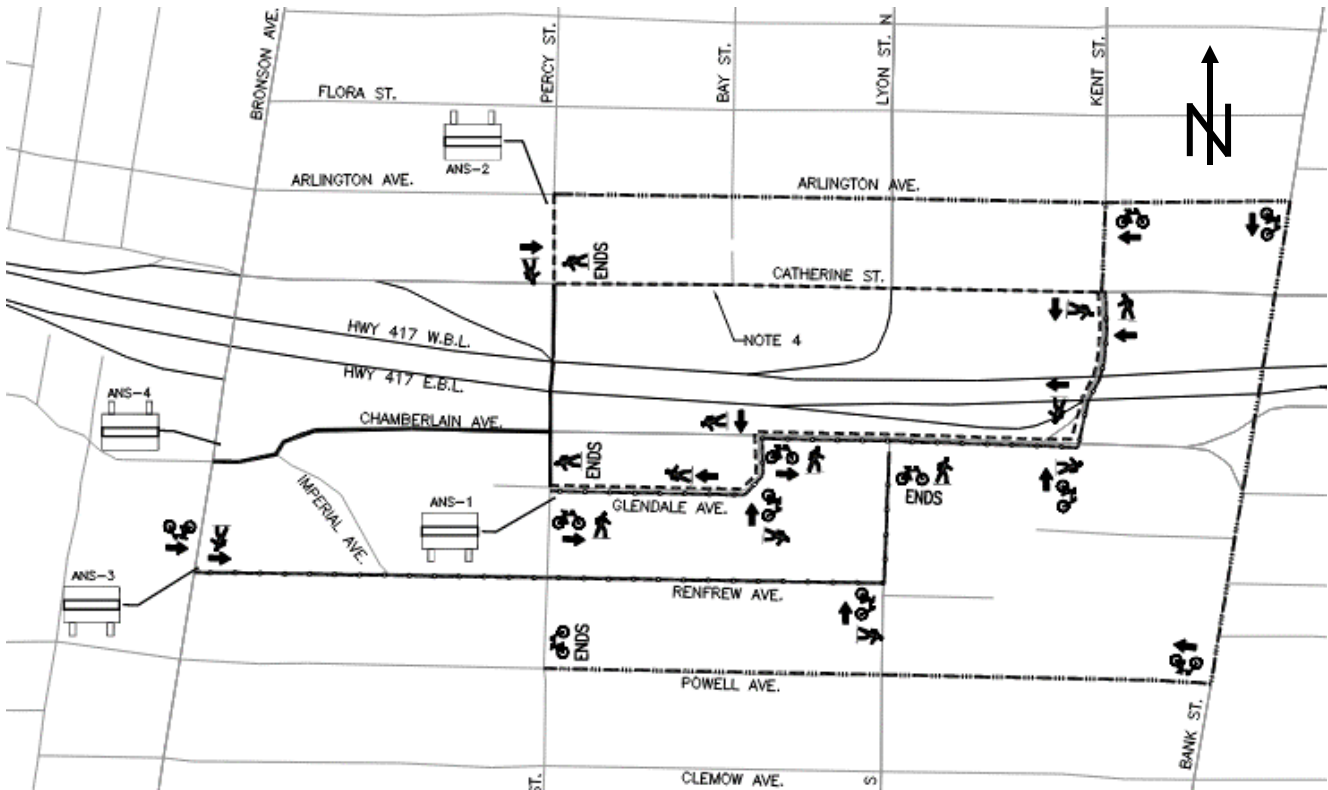 BRONSON AVE.
PERCY ST.
BAY ST.
LYON ST. N
KENT ST.
FLORA ST.
N
ANS-2
ARLINGTON AVE.
ARLINGTON AVE.
ENDS
CATHERINE ST.
HWY 417 W.B.L.
NOTE 4
HWY 417 E.B.L.
ANS-4
CHAMBERLAIN AVE.
ENDS
ENDS
IMPERIAL AVE.
ANS-1
GLENDALE AVE.
ANS-3
RENFREW AVE.
ENDS
POWELL AVE.
BANK ST.
ST.
CLEMOW AVE.
S